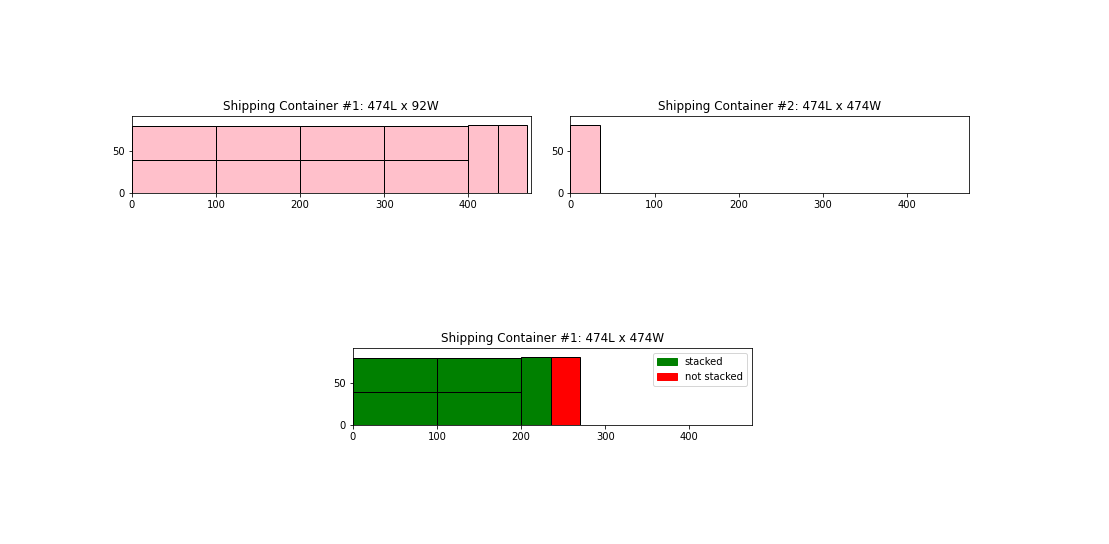 Shipping Container #1: 474L x 92W
50
0
0 100 200 300 400
Shipping Container #2: 474L x 474W
50
0
0 100 200 300 400
Shipping Container #1: 474L x 474W
stacked
not stacked
50
0
0 100 200 300 400